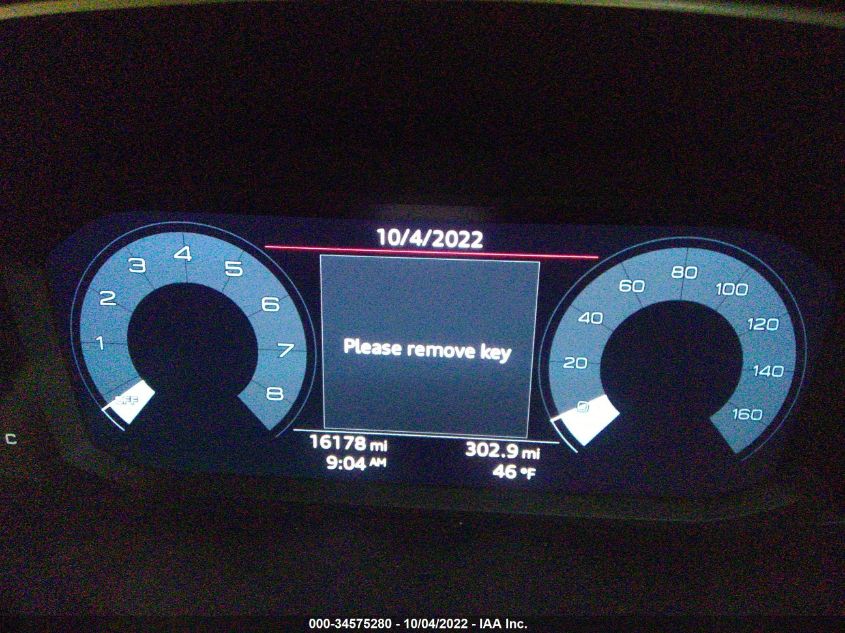 10/4/2022
1 2 3 4 5 6 7 8
OFF
Please remove key
0 20 40 60 80 100 120 140 160
16178 mi
302.9 mi
9:04 AM
46 °F
C
000-34575280 - 10/04/2022 - IAA Inc.